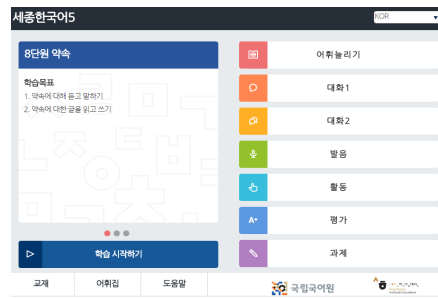 세종한국어5
KOR
8단원 약속
학습목표
1. 약속에 대해 듣고 말하기
2. 약속에 대한 글을 읽고 쓰기
학습 시작하기
교재
어휘집
도움말
어휘늘리기
대화1
대화2
발음
활동
A+
평가
과제
국립국어원